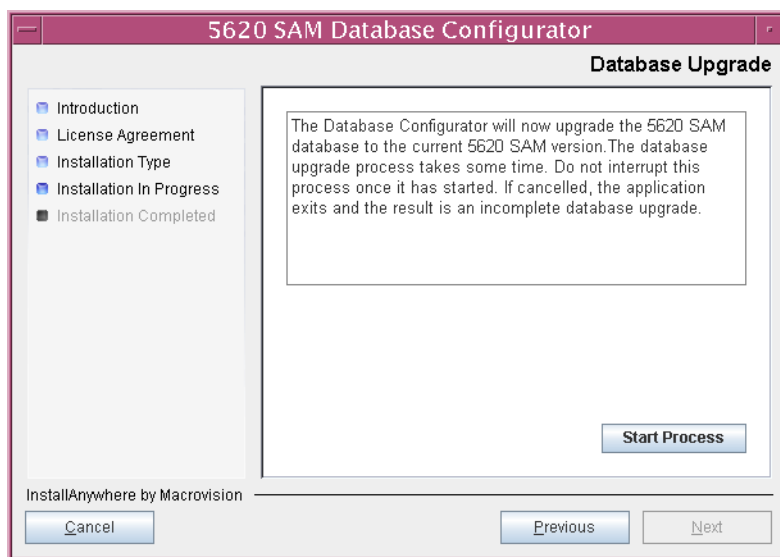 5620 SAM Database Configurator
Database Upgrade
Introduction
License Agreement
Installation Type
Installation In Progress
Installation Completed
The Database Configurator will now upgrade the 5620 SAM
database to the current 5620 SAM version.The database
upgrade process takes some time. Do not interrupt this
process once it has started. If cancelled, the application
exits and the result is an incomplete database upgrade.
Start Process
InstallAnywhere by Macrovision
Cancel
Previous
Next